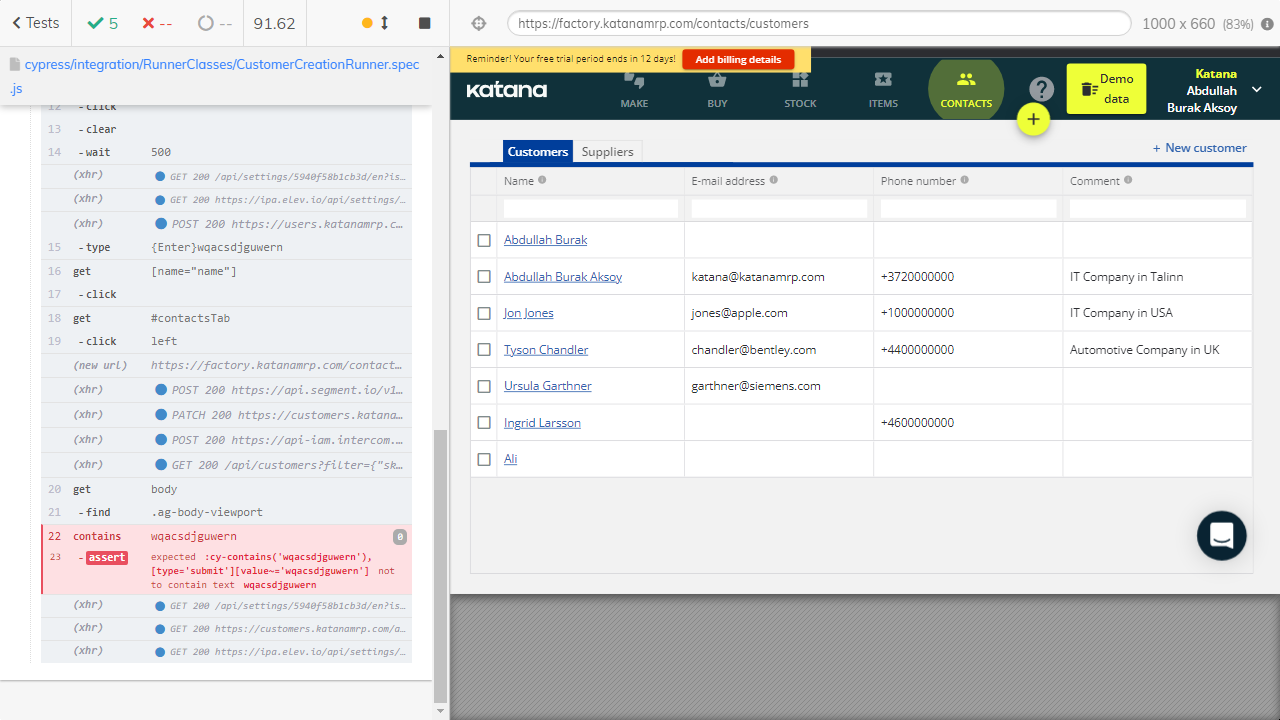 Tests
5
--
--
91.62
https://factory.katanamrp.com/contacts/customers
1000 x 660 (83%)
cypress/integration/RunnerClasses/CustomerCreationRunner.spec
.js
12 -click
13 -clear
14 -wait 500
(xhr) GET 200 /api/settings/5940f58b1cb3d/en?is...
(xhr) GET 200 https://ipa.elev.io/api/settings/...
(xhr) POST 200 https://users.katanamrp.c...
15 -type {Enter}wqacsdjguwern
16 get [name="name"]
17 -click
18 get #contactsTab
19 -click left
(new url) https://factory.katanamrp.com/contact...
(xhr) POST 200 https://api.segment.io/v1...
(xhr) PATCH 200 https://customers.katana...
(xhr) POST 200 https://api-iam.intercom....
(xhr) GET 200 /api/customers?filter={"sk...
20 get body
21 -find .ag-body-viewport
22 contains wqacsdjguwern 0
23 -assert expected :cy-contains('wqacsdjguwern'),
[type='submit'][value~='wqacsdjguwern'] not
to contain text wqacsdjguwern
(xhr) GET 200 /api/settings/5940f58b1cb3d/en?is...
(xhr) GET 200 https://customers.katanamrp.com/a...
(xhr) GET 200 https://ipa.elev.io/api/settings/...
Reminder! Your free trial period ends in 12 days! Add billing details
katana
MAKE
BUY
STOCK
ITEMS
CONTACTS
?
+
Demo
data
Katana
Abdullah
Burak Aksoy
Customers
Suppliers
+ New customer
Name E-mail address Phone number Comment
Abdullah Burak
Abdullah Burak Aksoy katana@katanamrp.com +3720000000 IT Company in Talinn
Jon Jones jones@apple.com +1000000000 IT Company in USA
Tyson Chandler chandler@bentley.com +4400000000 Automotive Company in UK
Ursula Garthner garthner@siemens.com
Ingrid Larsson +4600000000
Ali